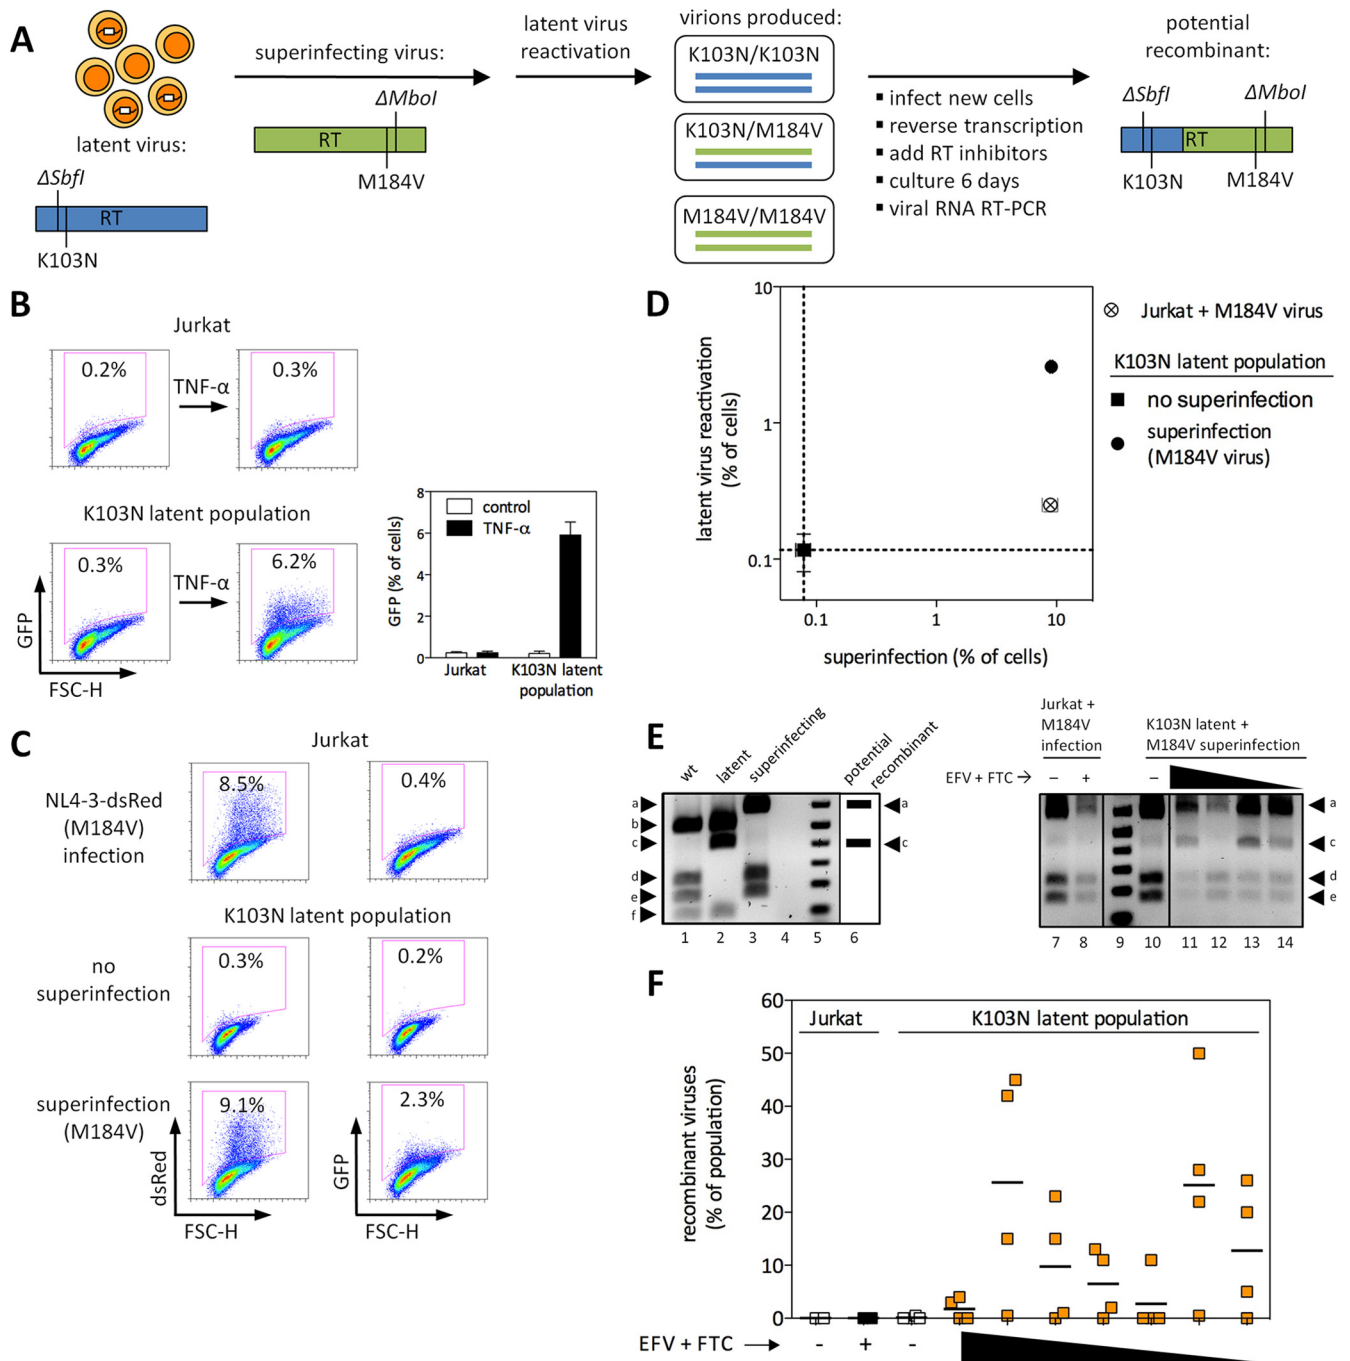 A
latent virus:
ΔSbfI
RT
K103N
superinfecting virus:
ΔMboI
RT
M184V
latent virus
reactivation
virions produced:
K103N/K103N
K103N/M184V
M184V/M184V
▪ infect new cells
▪ reverse transcription
▪ add RT inhibitors
▪ culture 6 days
▪ viral RNA RT-PCR
potential
recombinant:
ΔSbfI
ΔMboI
RT
K103N
M184V
B
Jurkat
0.2%
TNF-α
0.3%
K103N latent population
0.3%
TNF-α
6.2%
GFP
FSC-H
GFP (% of cells)
8
6
4
2
0
control
TNF-α
Jurkat
K103N latent
population
C
Jurkat
NL4-3-dsRed
(M184V)
infection
8.5%
0.4%
K103N latent population
no
superinfection
0.3%
0.2%
superinfection
(M184V)
9.1%
2.3%
dsRed
FSC-H
GFP
FSC-H
D
latent virus reactivation
(% of cells)
10
1
0.1
0.1
1
10
superinfection (% of cells)
Jurkat + M184V virus
K103N latent population
no superinfection
superinfection
(M184V virus)
E
wt
latent
superinfecting
potential
recombinant
a
b
c
d
e
f
a
c
1
2
3
4
5
6
Jurkat +
M184V
infection
K103N latent +
M184V superinfection
EFV + FTC →
–
+
–
a
c
d
e
7
8
9
10
11
12
13
14
F
recombinant viruses
(% of population)
60
50
40
30
20
10
0
Jurkat
K103N latent population
EFV + FTC
-
+
-